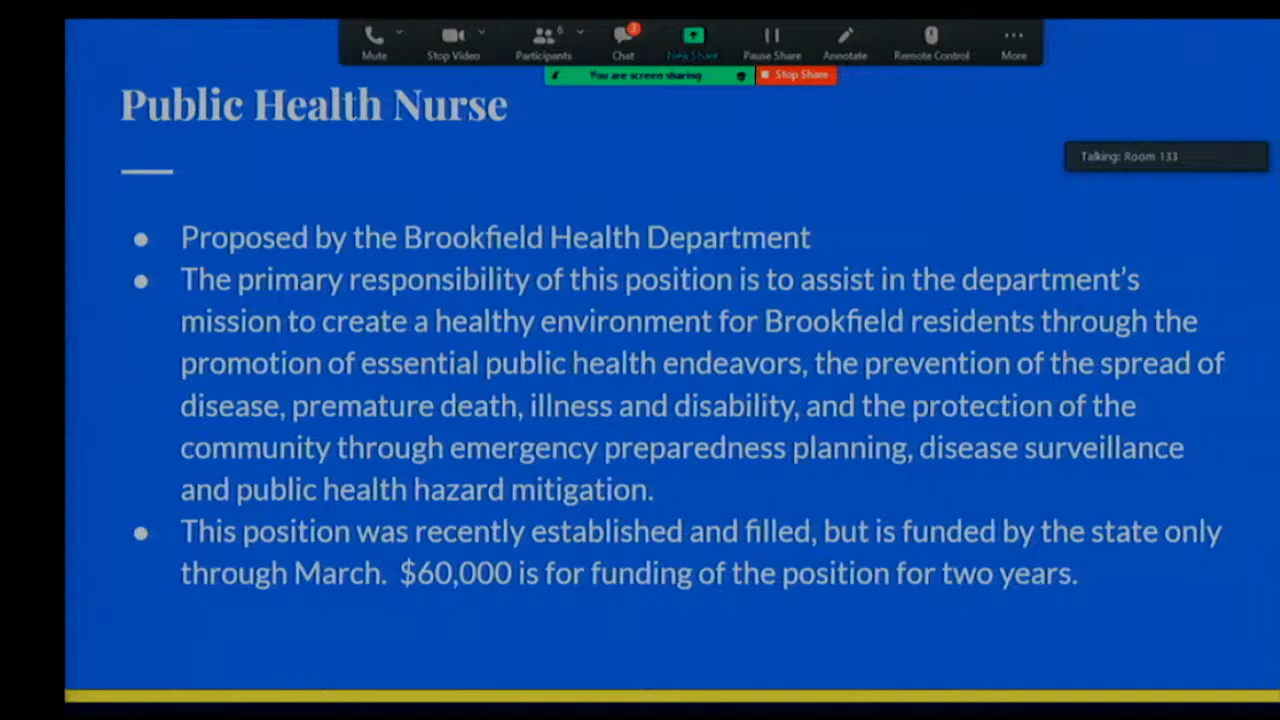 6
3
Mute
Stop Video
Participants
Chat
New Share
Pause Share
Annotate
Remote Control
More
You are screen sharing
Stop Share
Public Health Nurse
Talking: Room 133
● Proposed by the Brookfield Health Department
● The primary responsibility of this position is to assist in the department’s
mission to create a healthy environment for Brookfield residents through the
promotion of essential public health endeavors, the prevention of the spread of
disease, premature death, illness and disability, and the protection of the
community through emergency preparedness planning, disease surveillance
and public health hazard mitigation.
● This position was recently established and filled, but is funded by the state only
through March. $60,000 is for funding of the position for two years.